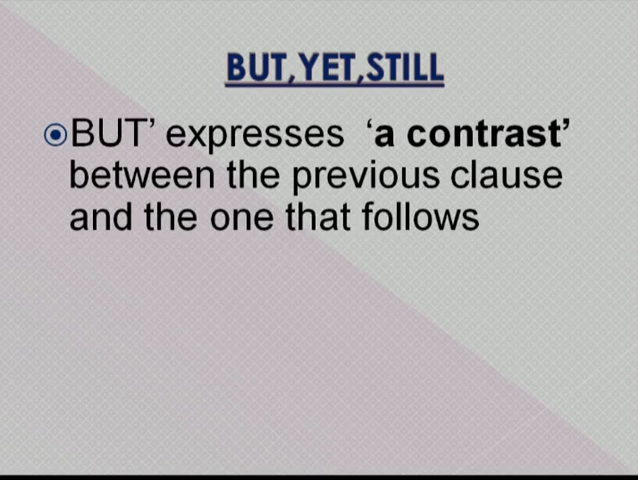 BUT,YET,STILL
BUT’ expresses ‘a contrast’
between the previous clause
and the one that follows